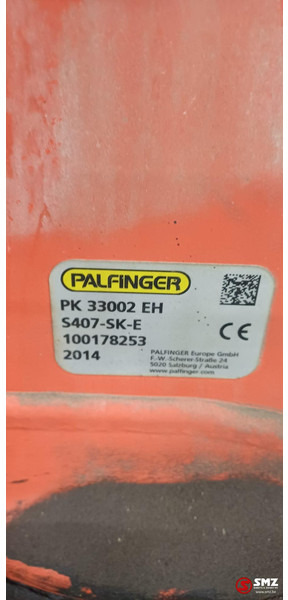 PALFINGER
PK 33002 EH
S407-SK-E
100178253
2014
CE
PALFINGER Europe GmbH
F.-W.-Scherer-Straße 24
5020 Salzburg / Austria
www.palfinger.com
SMZ